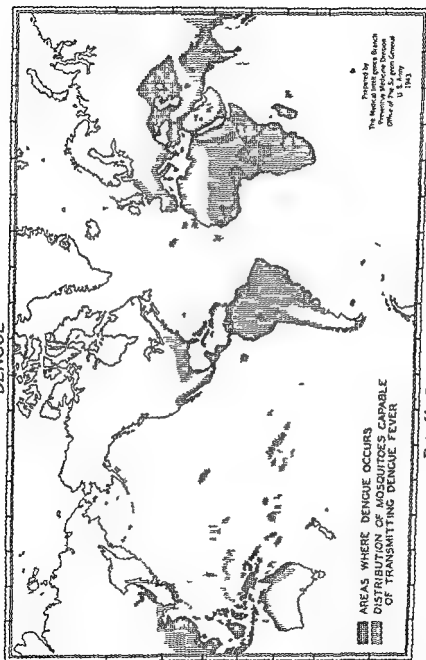 DENGUE
AREAS WHERE DENGUE OCCURS
DISTRIBUTION OF MOSQUITOES CAPABLE
OF TRANSMITTING DENGUE FEVER
Prepared by
The Medical Intelligence Branch
Preventive Medicine Division
Office of The Surgeon General
U. S. Army
1943